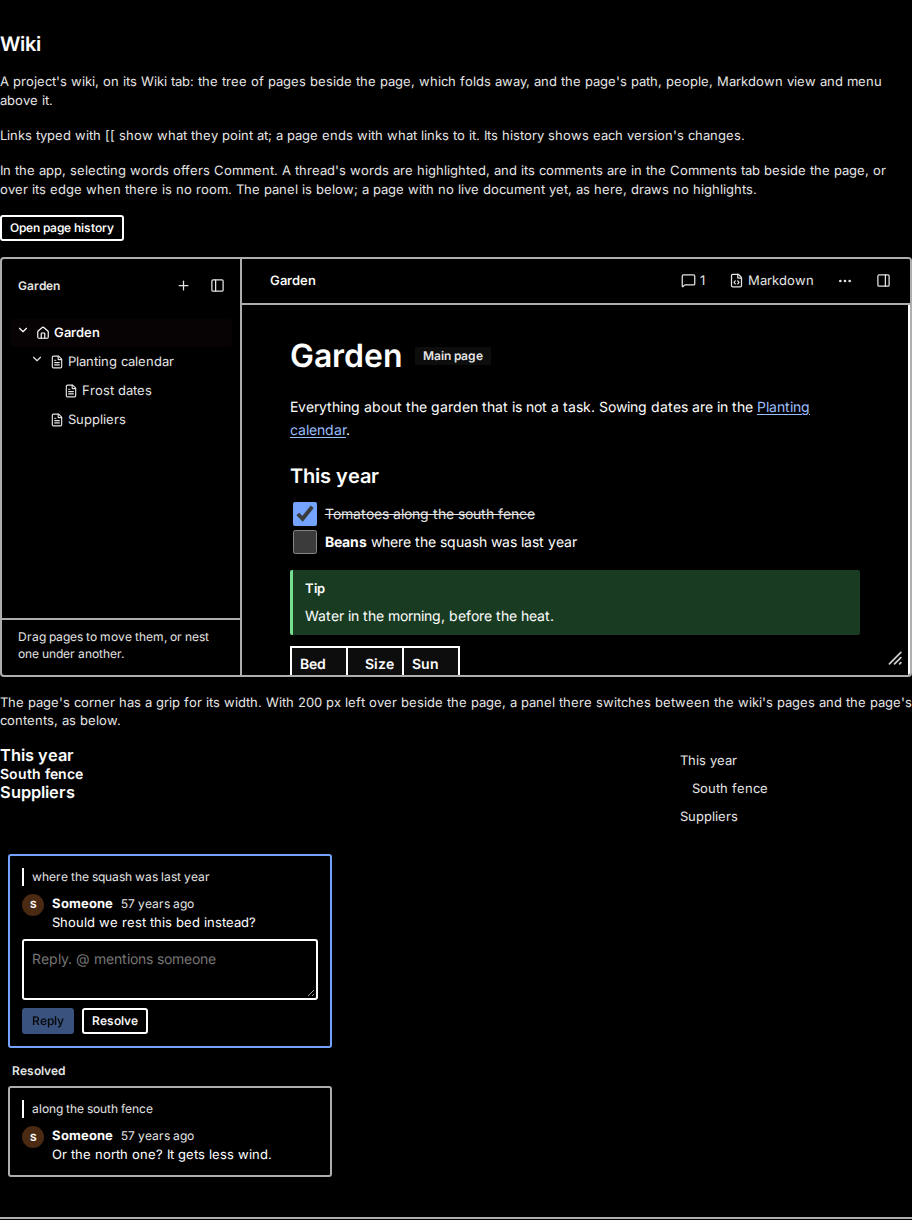 Wiki
A project's wiki, on its Wiki tab: the tree of pages beside the page, which folds away, and the page's path, people, Markdown view and menu
above it.
Links typed with [[ show what they point at; a page ends with what links to it. Its history shows each version's changes.
In the app, selecting words offers Comment. A thread's words are highlighted, and its comments are in the Comments tab beside the page, or
over its edge when there is no room. The panel is below; a page with no live document yet, as here, draws no highlights.
Open page history
Garden
Garden
1
Markdown
Garden
Planting calendar
Frost dates
Suppliers
Drag pages to move them, or nest
one under another.
Garden
Main page
Everything about the garden that is not a task. Sowing dates are in the Planting
calendar.
This year
Tomatoes along the south fence
Beans where the squash was last year
Tip
Water in the morning, before the heat.
Bed Size Sun
The page's corner has a grip for its width. With 200 px left over beside the page, a panel there switches between the wiki's pages and the page's
contents, as below.
This year
South fence
Suppliers
This year
South fence
Suppliers
where the squash was last year
S
Someone 57 years ago
Should we rest this bed instead?
Reply. @ mentions someone
Reply
Resolve
Resolved
along the south fence
S
Someone 57 years ago
Or the north one? It gets less wind.